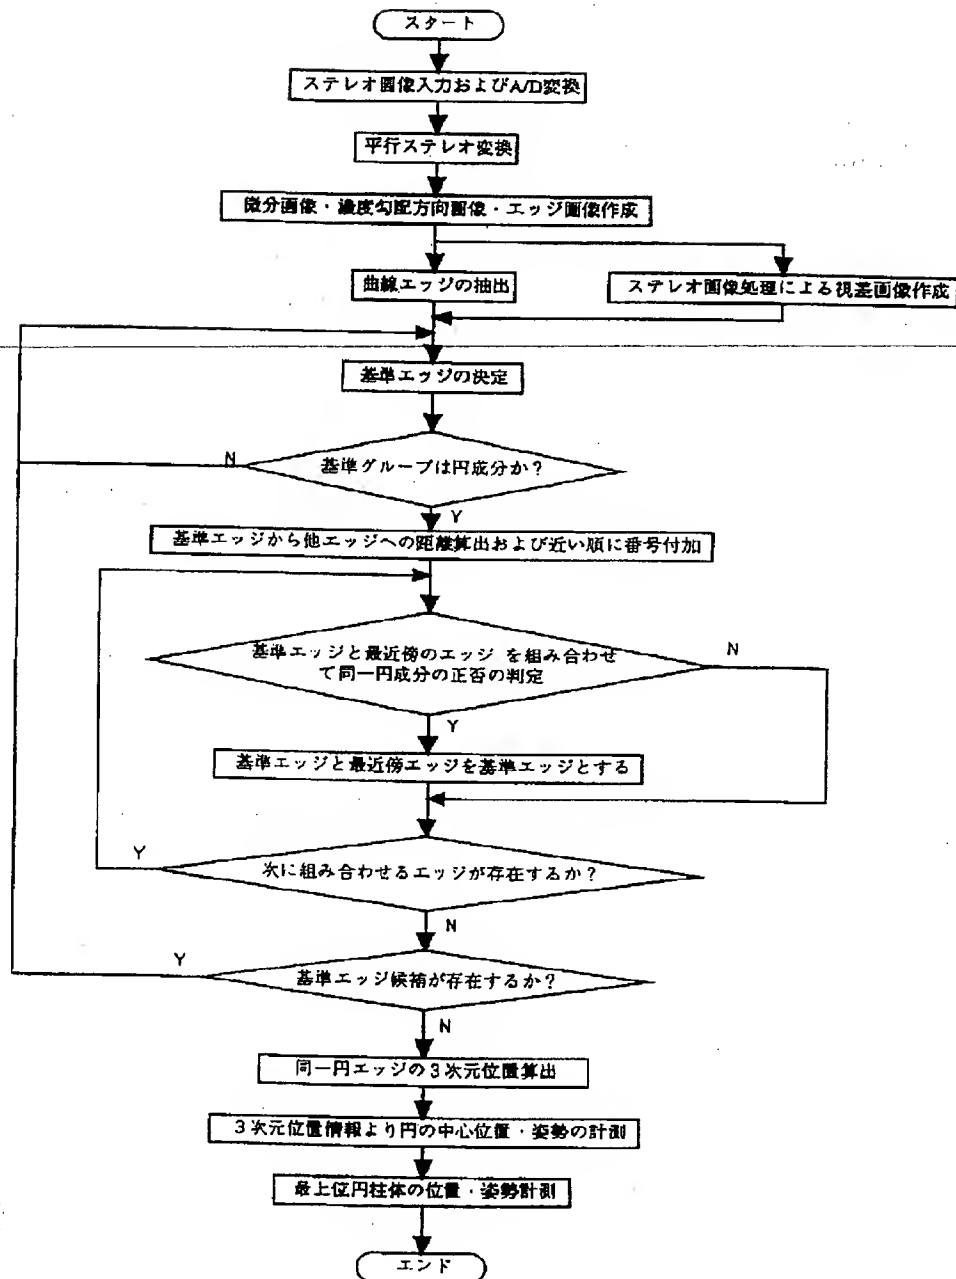 スタート
ステレオ画像入力およびA/D変換
平行ステレオ変換
微分画像・濃度勾配方向画像・エッジ画像作成
曲線エッジの抽出
ステレオ画像処理による視差画像作成
基準エッジの決定
N
基準グループは円成分か?
Y
基準エッジから他エッジへの距離算出および近い順に番号付加
基準エッジと最近傍のエッジ を組み合わせ
て同一円成分の正否の判定
N
Y
基準エッジと最近傍エッジを基準エッジとする
Y
次に組み合わせるエッジが存在するか?
N
Y
基準エッジ候補が存在するか?
N
同一円エッジの3次元位置算出
3次元位置情報より円の中心位置・姿勢の計測
最上位円柱体の位置・姿勢計測
エンド